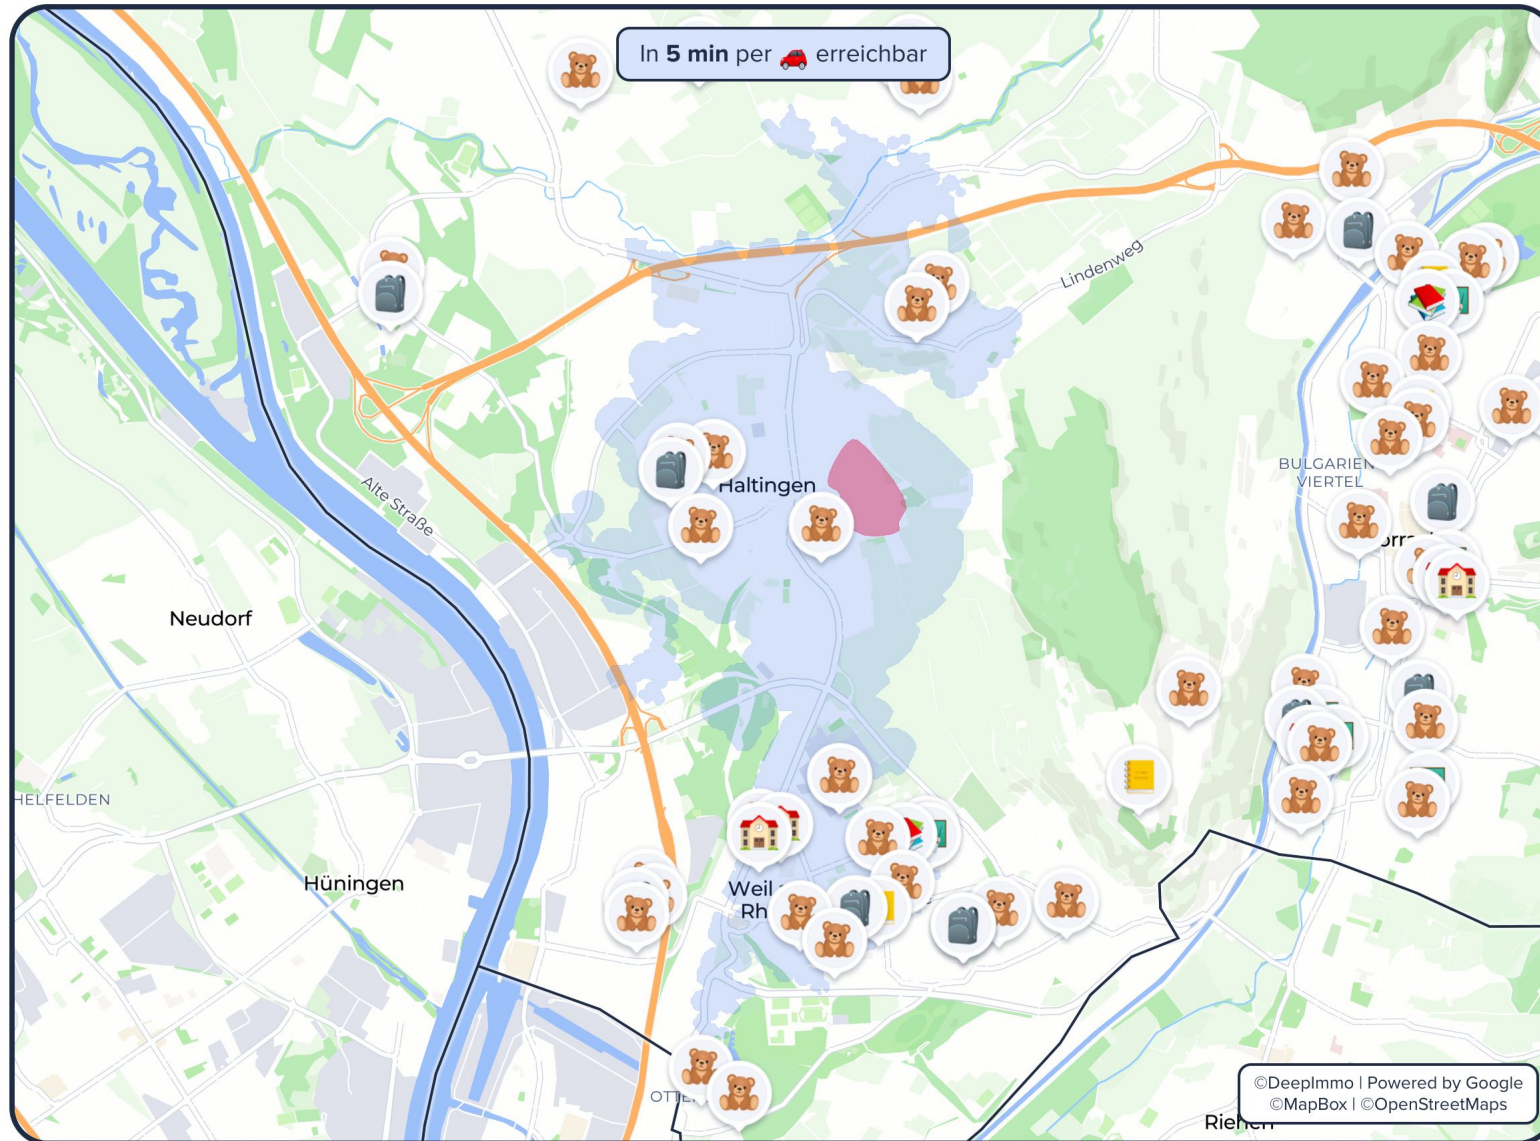 In 5 min per 🚗 erreichbar
Lindenweg
BULGARIEN
VIERTEL
Haltingen
Alte Straße
Neudorf
HELFELDEN
Hüningen
Weil
Rh
Riehen
©DeepImmo | Powered by Google
©MapBox | ©OpenStreetMaps